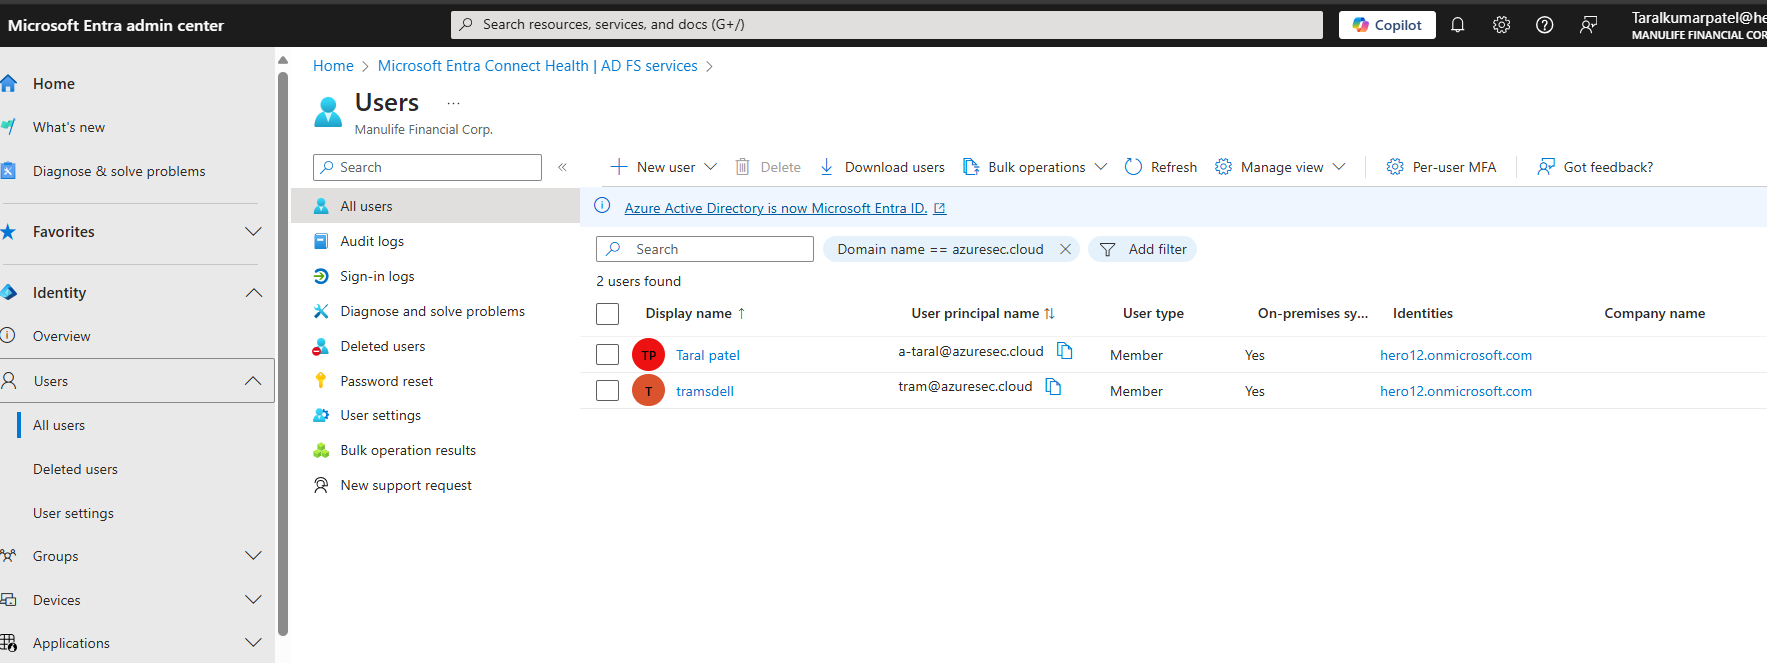 Microsoft Entra admin center
Search resources, services, and docs (G+/)
Copilot
Taralkumarpatel@he
MANULIFE FINANCIAL COR
Home
What's new
Diagnose & solve problems
Favorites
Identity
Overview
Users
All users
Deleted users
User settings
Groups
Devices
Applications
Home > Microsoft Entra Connect Health | AD FS services >
Users ...
Manulife Financial Corp.
Search «
All users
Audit logs
Sign-in logs
Diagnose and solve problems
Deleted users
Password reset
User settings
Bulk operation results
New support request
New user Delete Download users Bulk operations Refresh Manage view Per-user MFA Got feedback?
Azure Active Directory is now Microsoft Entra ID.
Search Domain name == azuresec.cloud Add filter
2 users found
Display name ↑ User principal name ↑↓ User type On-premises sy... Identities Company name
TP Taral patel a-taral@azuresec.cloud Member Yes hero12.onmicrosoft.com
T tramsdell tram@azuresec.cloud Member Yes hero12.onmicrosoft.com